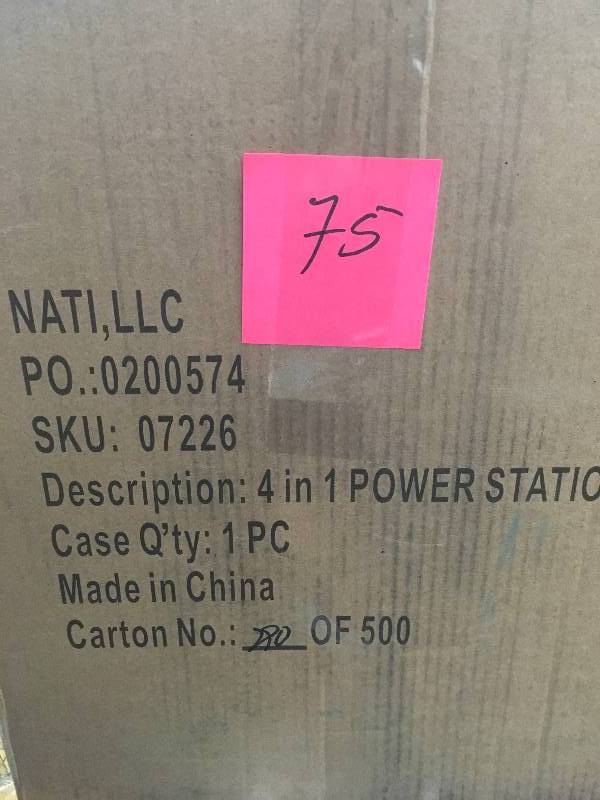 75
NATI,LLC
PO.:0200574
SKU: 07226
Description: 4 in 1 POWER STATIO
Case Q'ty: 1 PC
Made in China
Carton No.: OF 500